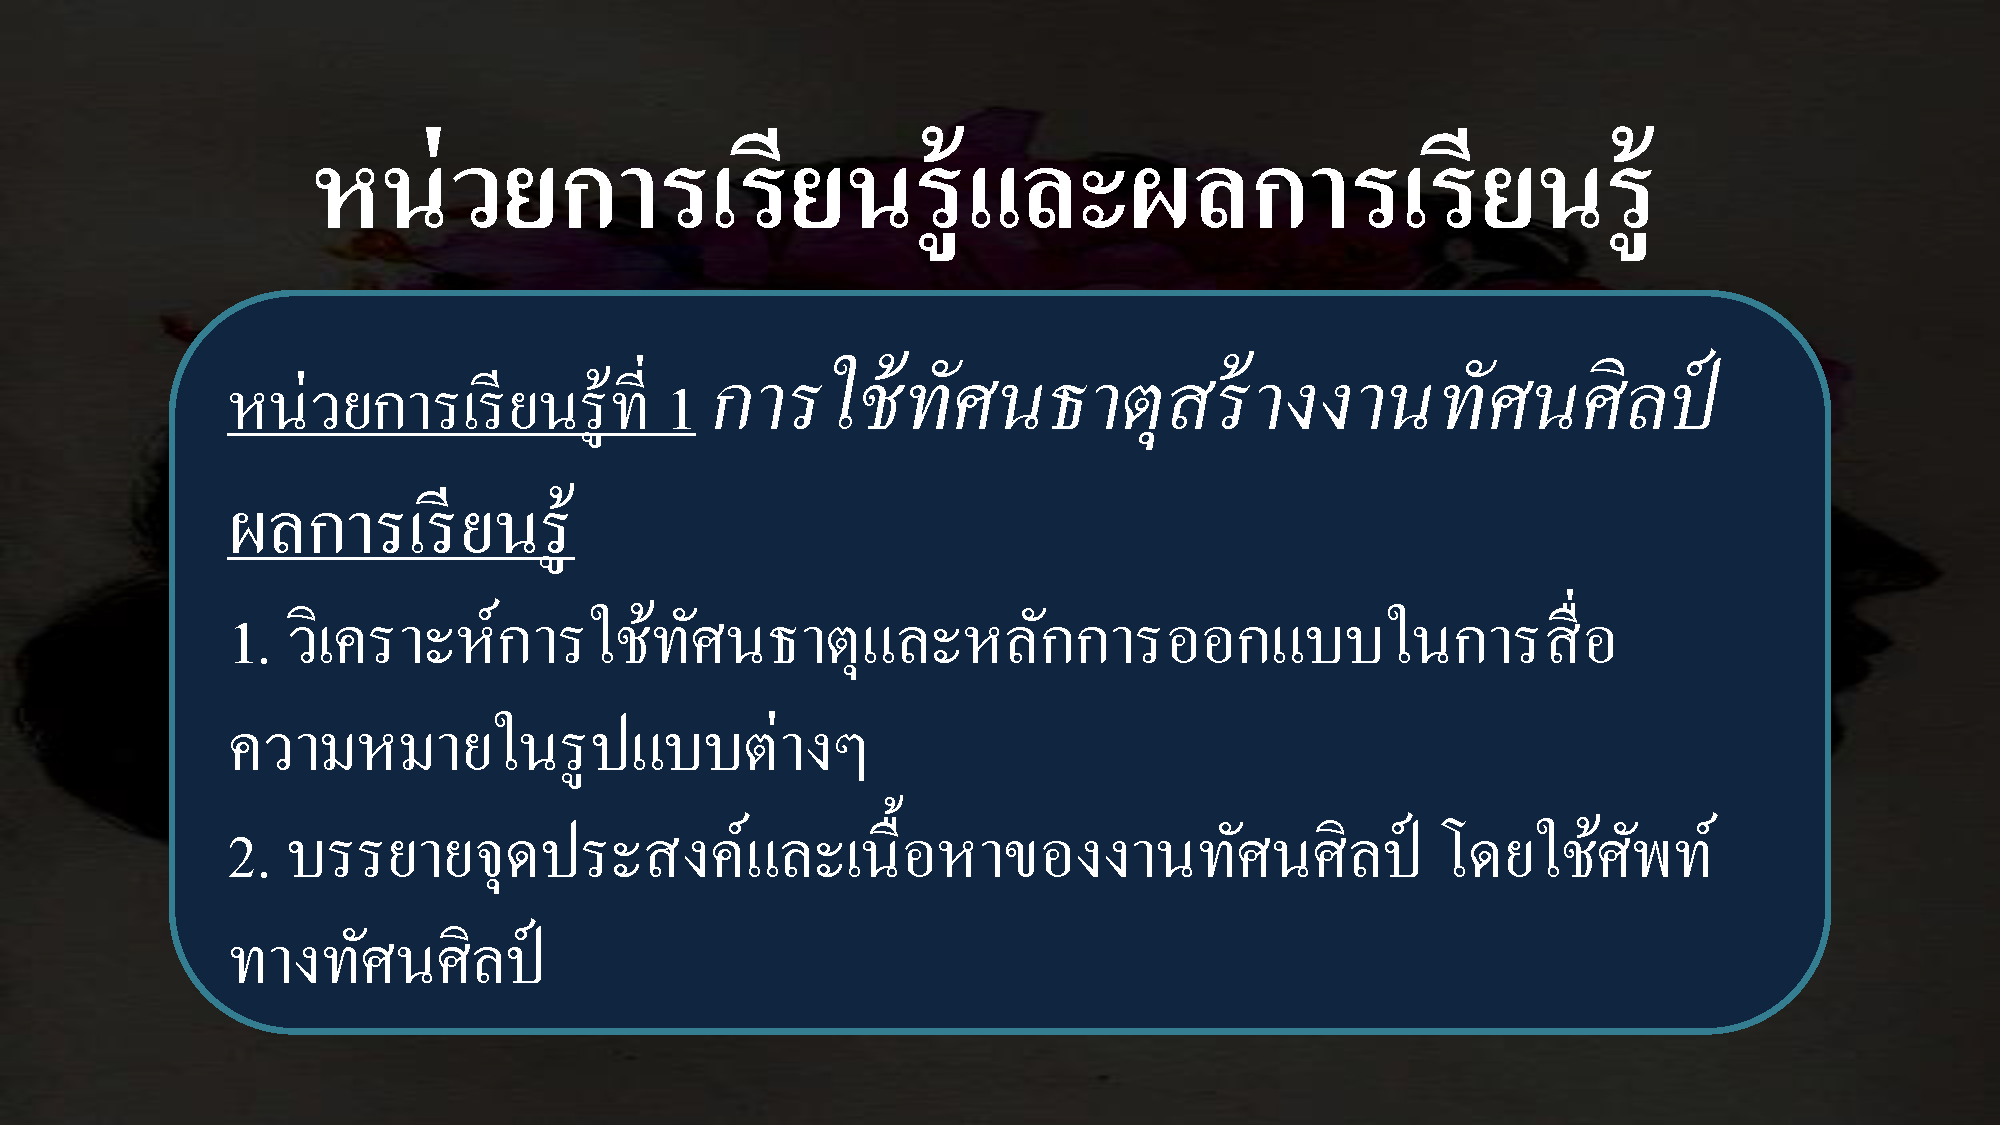 หน่วยการเรียนรู้และผลการเรียนรู้
หน่วยการเรียนรู้ที่ 1 การใช้ทัศนธาตุสร้างงานทัศนศิลป์
ผลการเรียนรู้
1. วิเคราะห์การใช้ทัศนธาตุและหลักการออกแบบในการสื่อ
ความหมายในรูปแบบต่างๆ
2. บรรยายจุดประสงค์และเนื้อหาของงานทัศนศิลป์ โดยใช้ศัพท์
ทางทัศนศิลป์